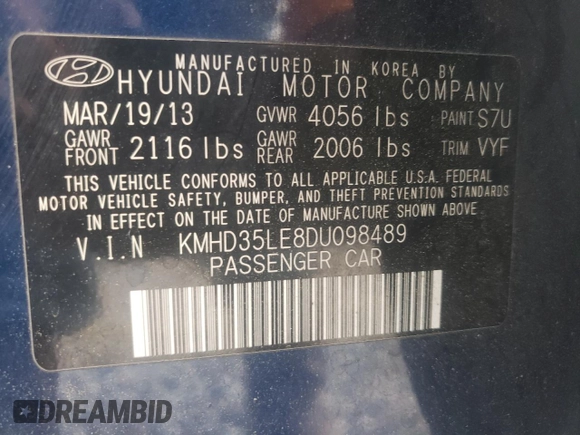 MANUFACTURED IN KOREA BY
HYUNDAI MOTOR COMPANY
MAR/19/13 GVWR 4056 lbs PAINT S7U
GAWR FRONT 2116 lbs GAWR REAR 2006 lbs TRIM VYF
THIS VEHICLE CONFORMS TO ALL APPLICABLE U.S.A. FEDERAL
MOTOR VEHICLE SAFETY, BUMPER, AND THEFT PREVENTION STANDARDS
IN EFFECT ON THE DATE OF MANUFACTURE SHOWN ABOVE.
V.I.N KMHD35LE8DU098489
PASSENGER CAR
DREAMBID